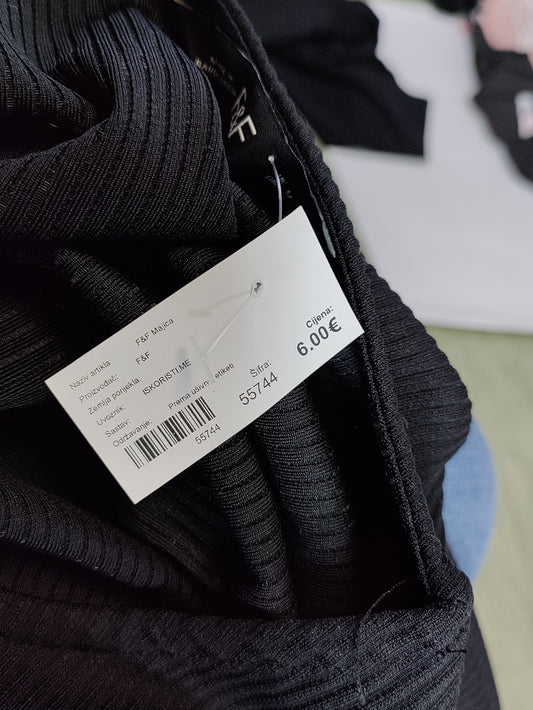 F&F
Naziv artikla: F&F Majica
Proizvođač: F&F
Zemlja porijekla:
Uvoznik: ISKORISTI.ME
Sastav:
Održavanje: Prema ušivnoj etiketi
55744
Šifra:
55744
Cijena:
6.00€